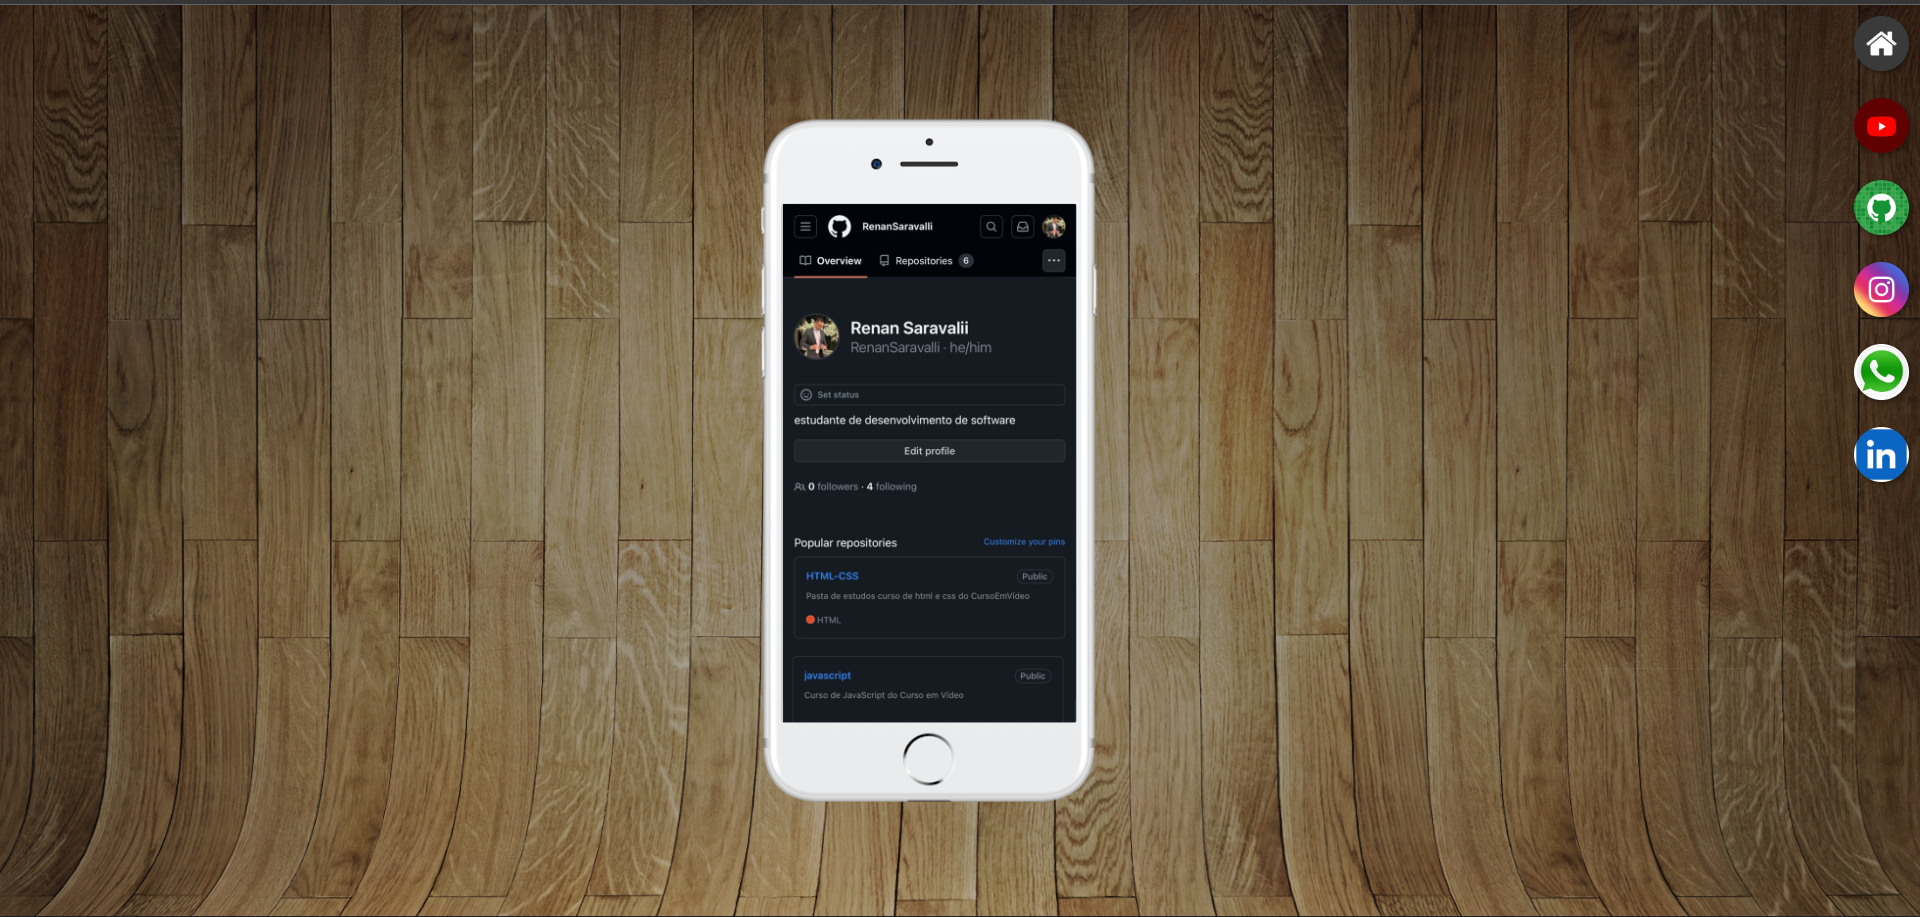 RenanSaravalli
Overview Repositories 6
Renan Saravalii
RenanSaravalli · he/him
Set status
estudante de desenvolvimento de software
Edit profile
0 followers · 4 following
Popular repositories Customize your pins
HTML-CSS Public
Pasta de estudos curso de html e css do CursoEmVídeo
HTML
javascript Public
Curso de JavaScript do Curso em Vídeo
in